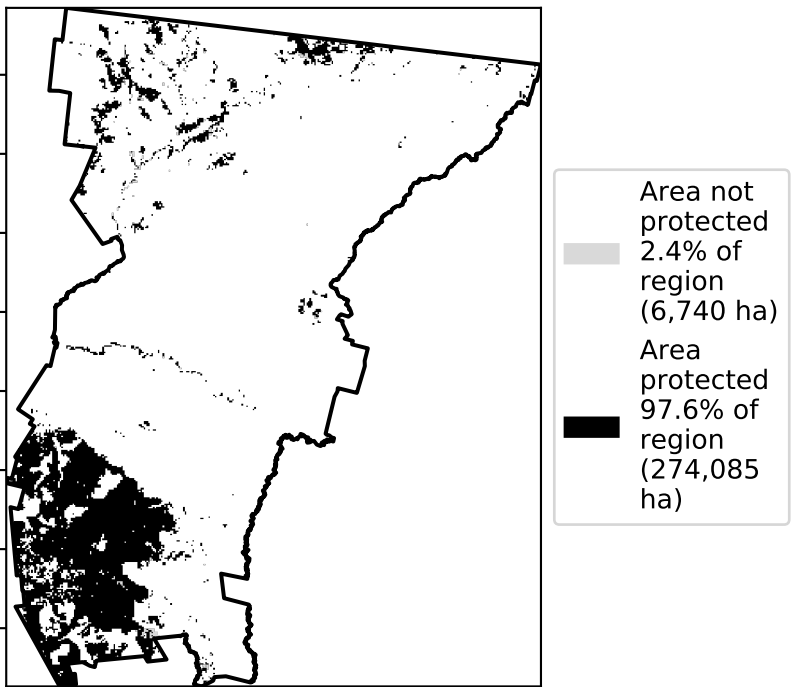 Area not
protected
2.4% of
region
(6,740 ha)
Area
protected
97.6% of
region
(274,085
ha)